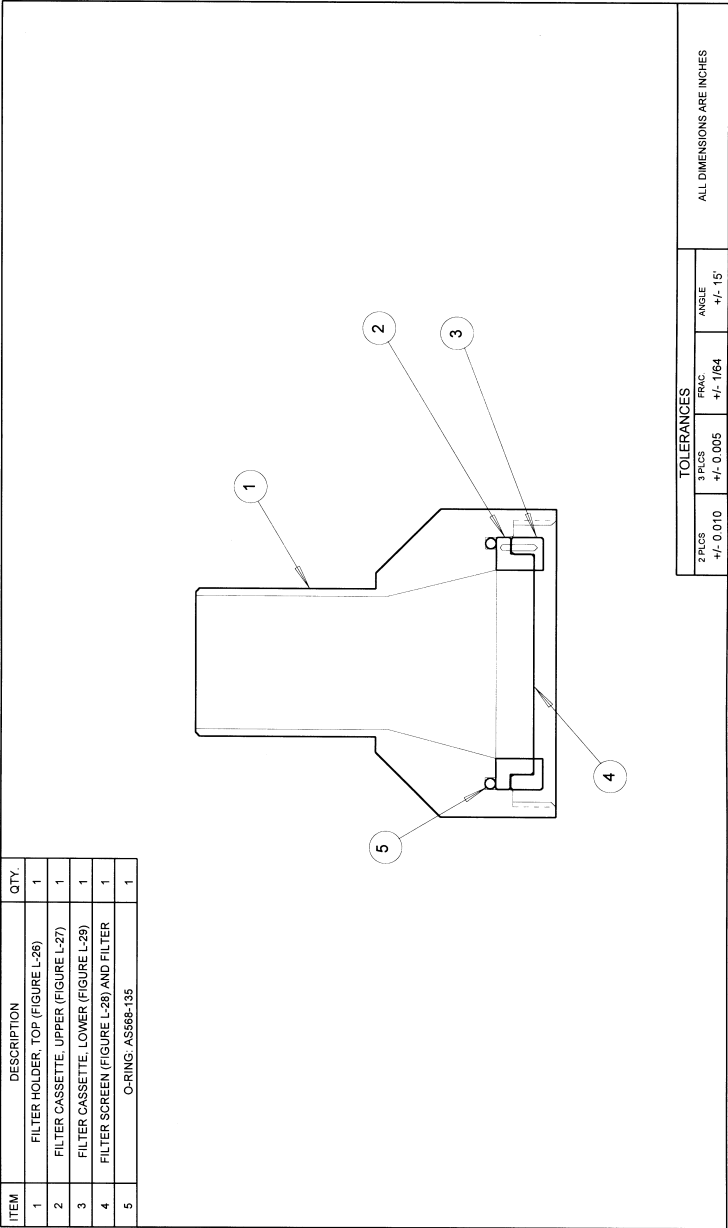 ITEM DESCRIPTION QTY.
1 FILTER HOLDER, TOP (FIGURE L-26) 1
2 FILTER CASSETTE, UPPER (FIGURE L-27) 1
3 FILTER CASSETTE, LOWER (FIGURE L-29) 1
4 FILTER SCREEN (FIGURE L-28) AND FILTER 1
5 O-RING: AS568-135 1
1
2
3
4
5
TOLERANCES
2 PLCS 3 PLCS FRAC. ANGLE
+/- 0.010 +/- 0.005 +/- 1/64 +/- 15'
ALL DIMENSIONS ARE INCHES